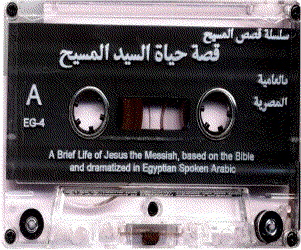 سلسلة قصص المسيح
قصة حياة السيد المسيح
بالعامية
المصرية
A
EG-4
A Brief Life of Jesus the Messiah, based on the Bible
and dramatized in Egyptian Spoken Arabic